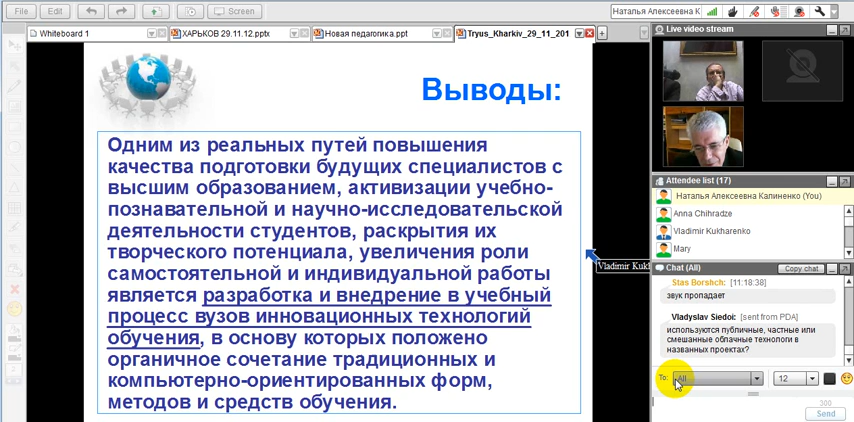 File
Edit
Screen
Наталья Алексеевна К
Whiteboard 1
ХАРЬКОВ 29.11.12.pptx
Новая педагогика.ppt
Tryus_Kharkiv_29_11_201
Live video stream
Выводы:
Одним из реальных путей повышения
качества подготовки будущих специалистов с
высшим образованием, активизации учебно-
познавательной и научно-исследовательской
деятельности студентов, раскрытия их
творческого потенциала, увеличения роли
самостоятельной и индивидуальной работы
является разработка и внедрение в учебный
процесс вузов инновационных технологий
обучения, в основу которых положено
органичное сочетание традиционных и
компьютерно-ориентированных форм,
методов и средств обучения.
Vladimir Kukh
Attendee list (17)
Наталья Алексеевна Калиненко (You)
Anna Chihradze
Vladimir Kukharenko
Mary
Chat (All)
Copy chat
Stas Borshch: [11:18:38]
звук пропадает
Vladyslav Siedoi: [sent from PDA]
используются публичные, частные или
смешанные облачные технологи в
названных проектах?
To:
All
12
300
Send